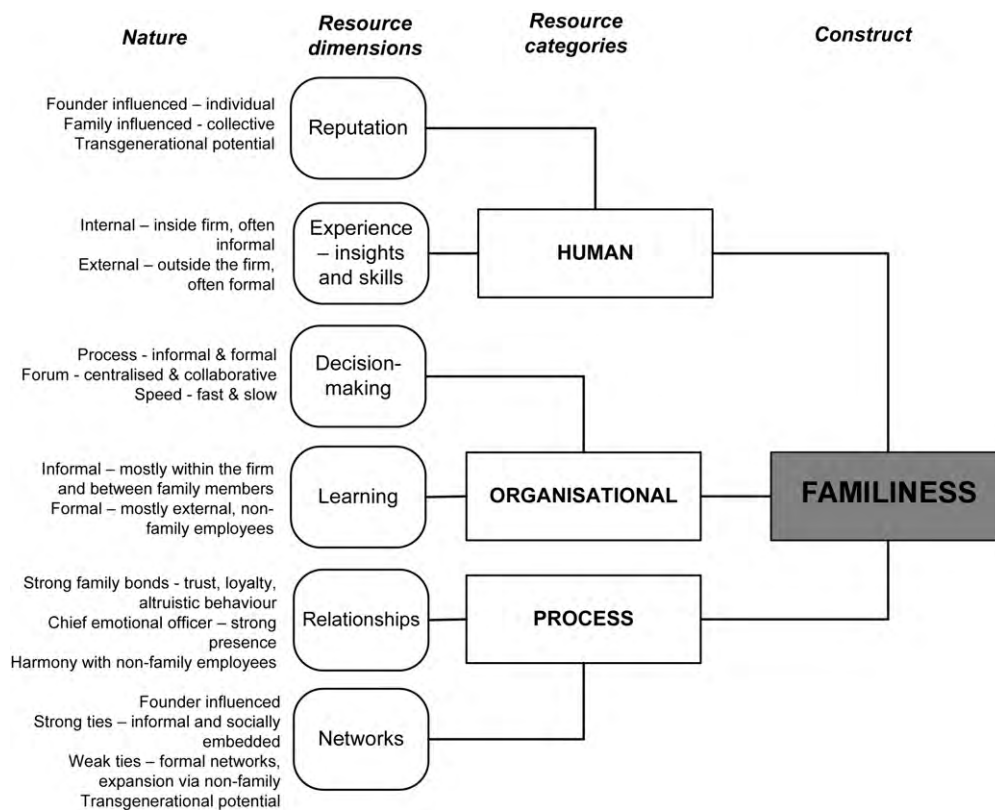 Nature
Resource
dimensions
Resource
categories
Construct
Founder influenced – individual
Family influenced - collective
Transgenerational potential
Reputation
Internal – inside firm, often
informal
External – outside the firm,
often formal
Experience
– insights
and skills
HUMAN
Process - informal & formal
Forum - centralised & collaborative
Speed - fast & slow
Decision-
making
Informal – mostly within the firm
and between family members
Formal – mostly external, non-
family employees
Learning
ORGANISATIONAL
FAMILINESS
Strong family bonds - trust, loyalty,
altruistic behaviour
Chief emotional officer – strong
presence
Harmony with non-family employees
Relationships
PROCESS
Founder influenced
Strong ties – informal and socially
embedded
Weak ties – formal networks,
expansion via non-family
Transgenerational potential
Networks